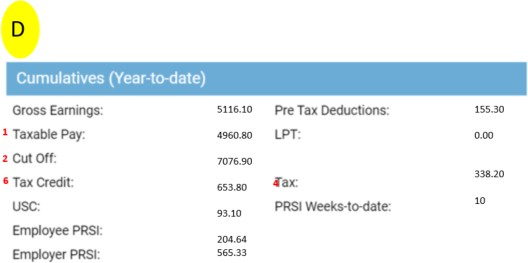 D
Cumulatives (Year-to-date)
Gross Earnings: 5116.10 Pre Tax Deductions: 155.30
1 Taxable Pay: 4960.80 LPT: 0.00
2 Cut Off: 7076.90
6 Tax Credit: 653.80 4 Tax: 338.20
USC: 93.10 PRSI Weeks-to-date: 10
Employee PRSI: 204.64
Employer PRSI: 565.33